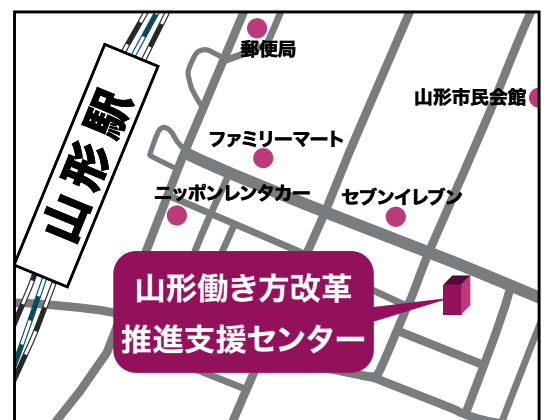 郵便局
山形市民会館
山形駅
ファミリーマート
ニッポンレンタカー
セブンイレブン
山形働き方改革
推進支援センター